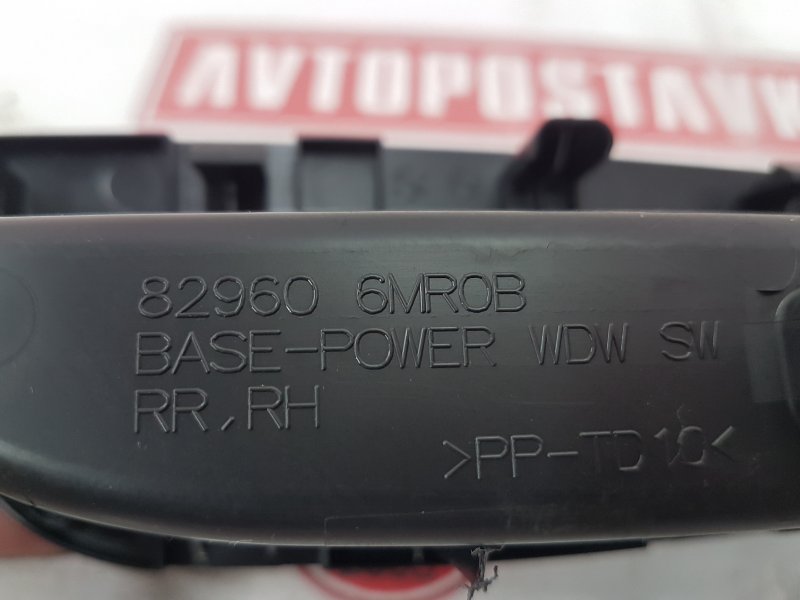 AVTOPOSTAVK
82960 6MR0B
BASE-POWER WDW SW
RR,RH
>PP-TD10<